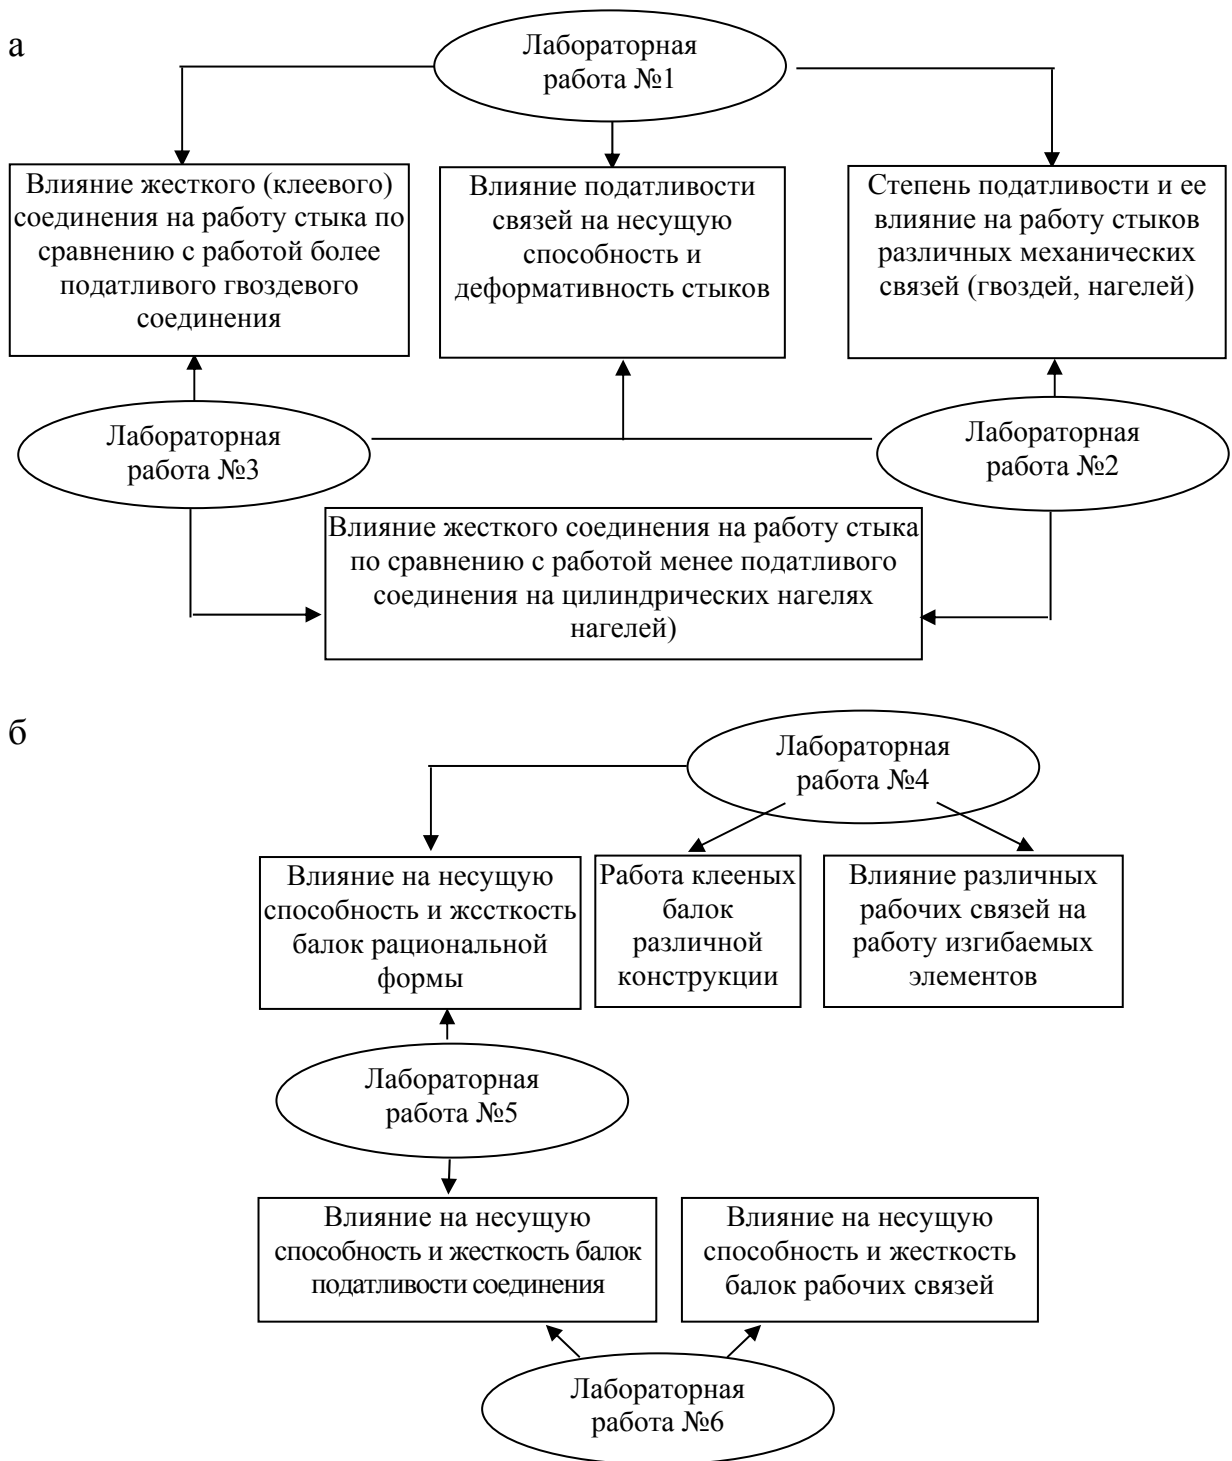 а
Лабораторная
работа №1
Влияние жесткого (клеевого)
соединения на работу стыка по
сравнению с работой более
податливого гвоздевого
соединения
Влияние податливости
связей на несущую
способность и
деформативность стыков
Степень податливости и ее
влияние на работу стыков
различных механических
связей (гвоздей, нагелей)
Лабораторная
работа №3
Лабораторная
работа №2
Влияние жесткого соединения на работу стыка
по сравнению с работой менее податливого
соединения на цилиндрических нагелях
нагелей)
б
Лабораторная
работа №4
Влияние на несущую
способность и жссткость
балок рациональной
формы
Работа клееных
балок
различной
конструкции
Влияние различных
рабочих связей на
работу изгибаемых
элементов
Лабораторная
работа №5
Влияние на несущую
способность и жесткость балок
податливости соединения
Влияние на несущую
способность и жесткость
балок рабочих связей
Лабораторная
работа №6